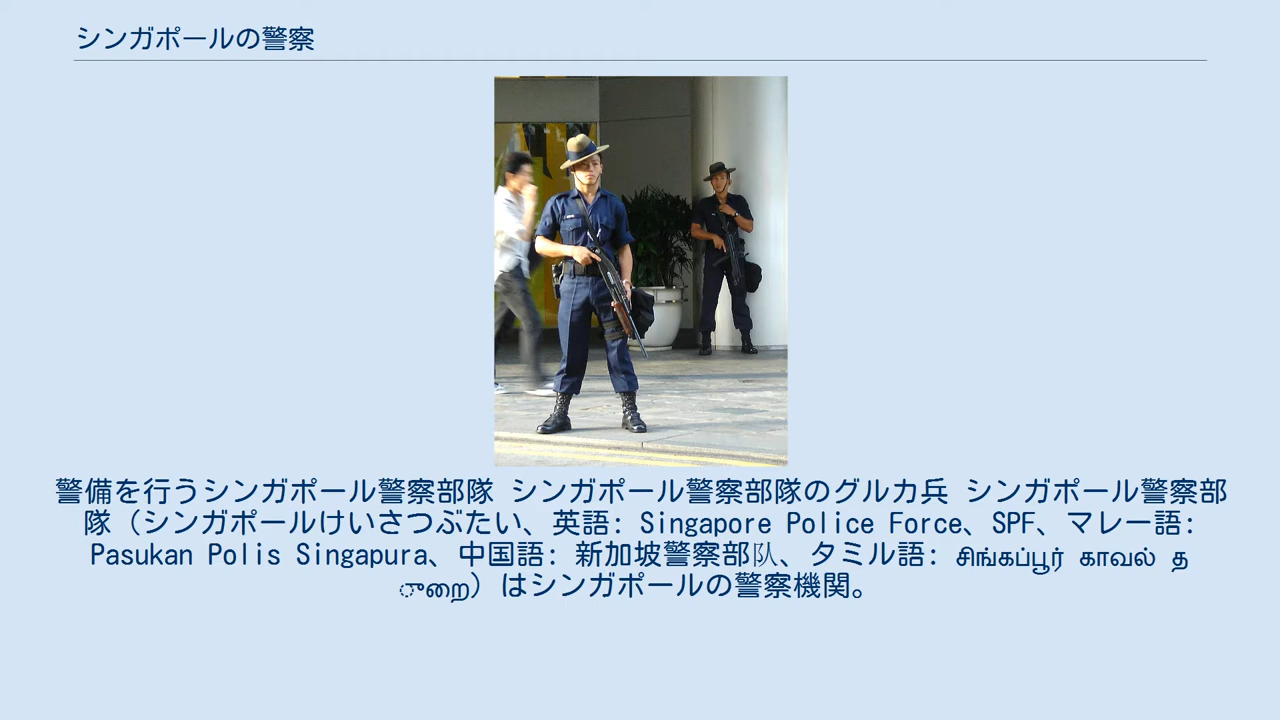 シンガポールの警察
警備を行うシンガポール警察部隊 シンガポール警察部隊のグルカ兵 シンガポール警察部
隊（シンガポールけいさつぶたい、英語: Singapore Police Force、SPF、マレー語:
Pasukan Polis Singapura、中国語: 新加坡警察部队、タミル語: சிங்கப்பூர் காவல் த
ுறை）はシンガポールの警察機関。